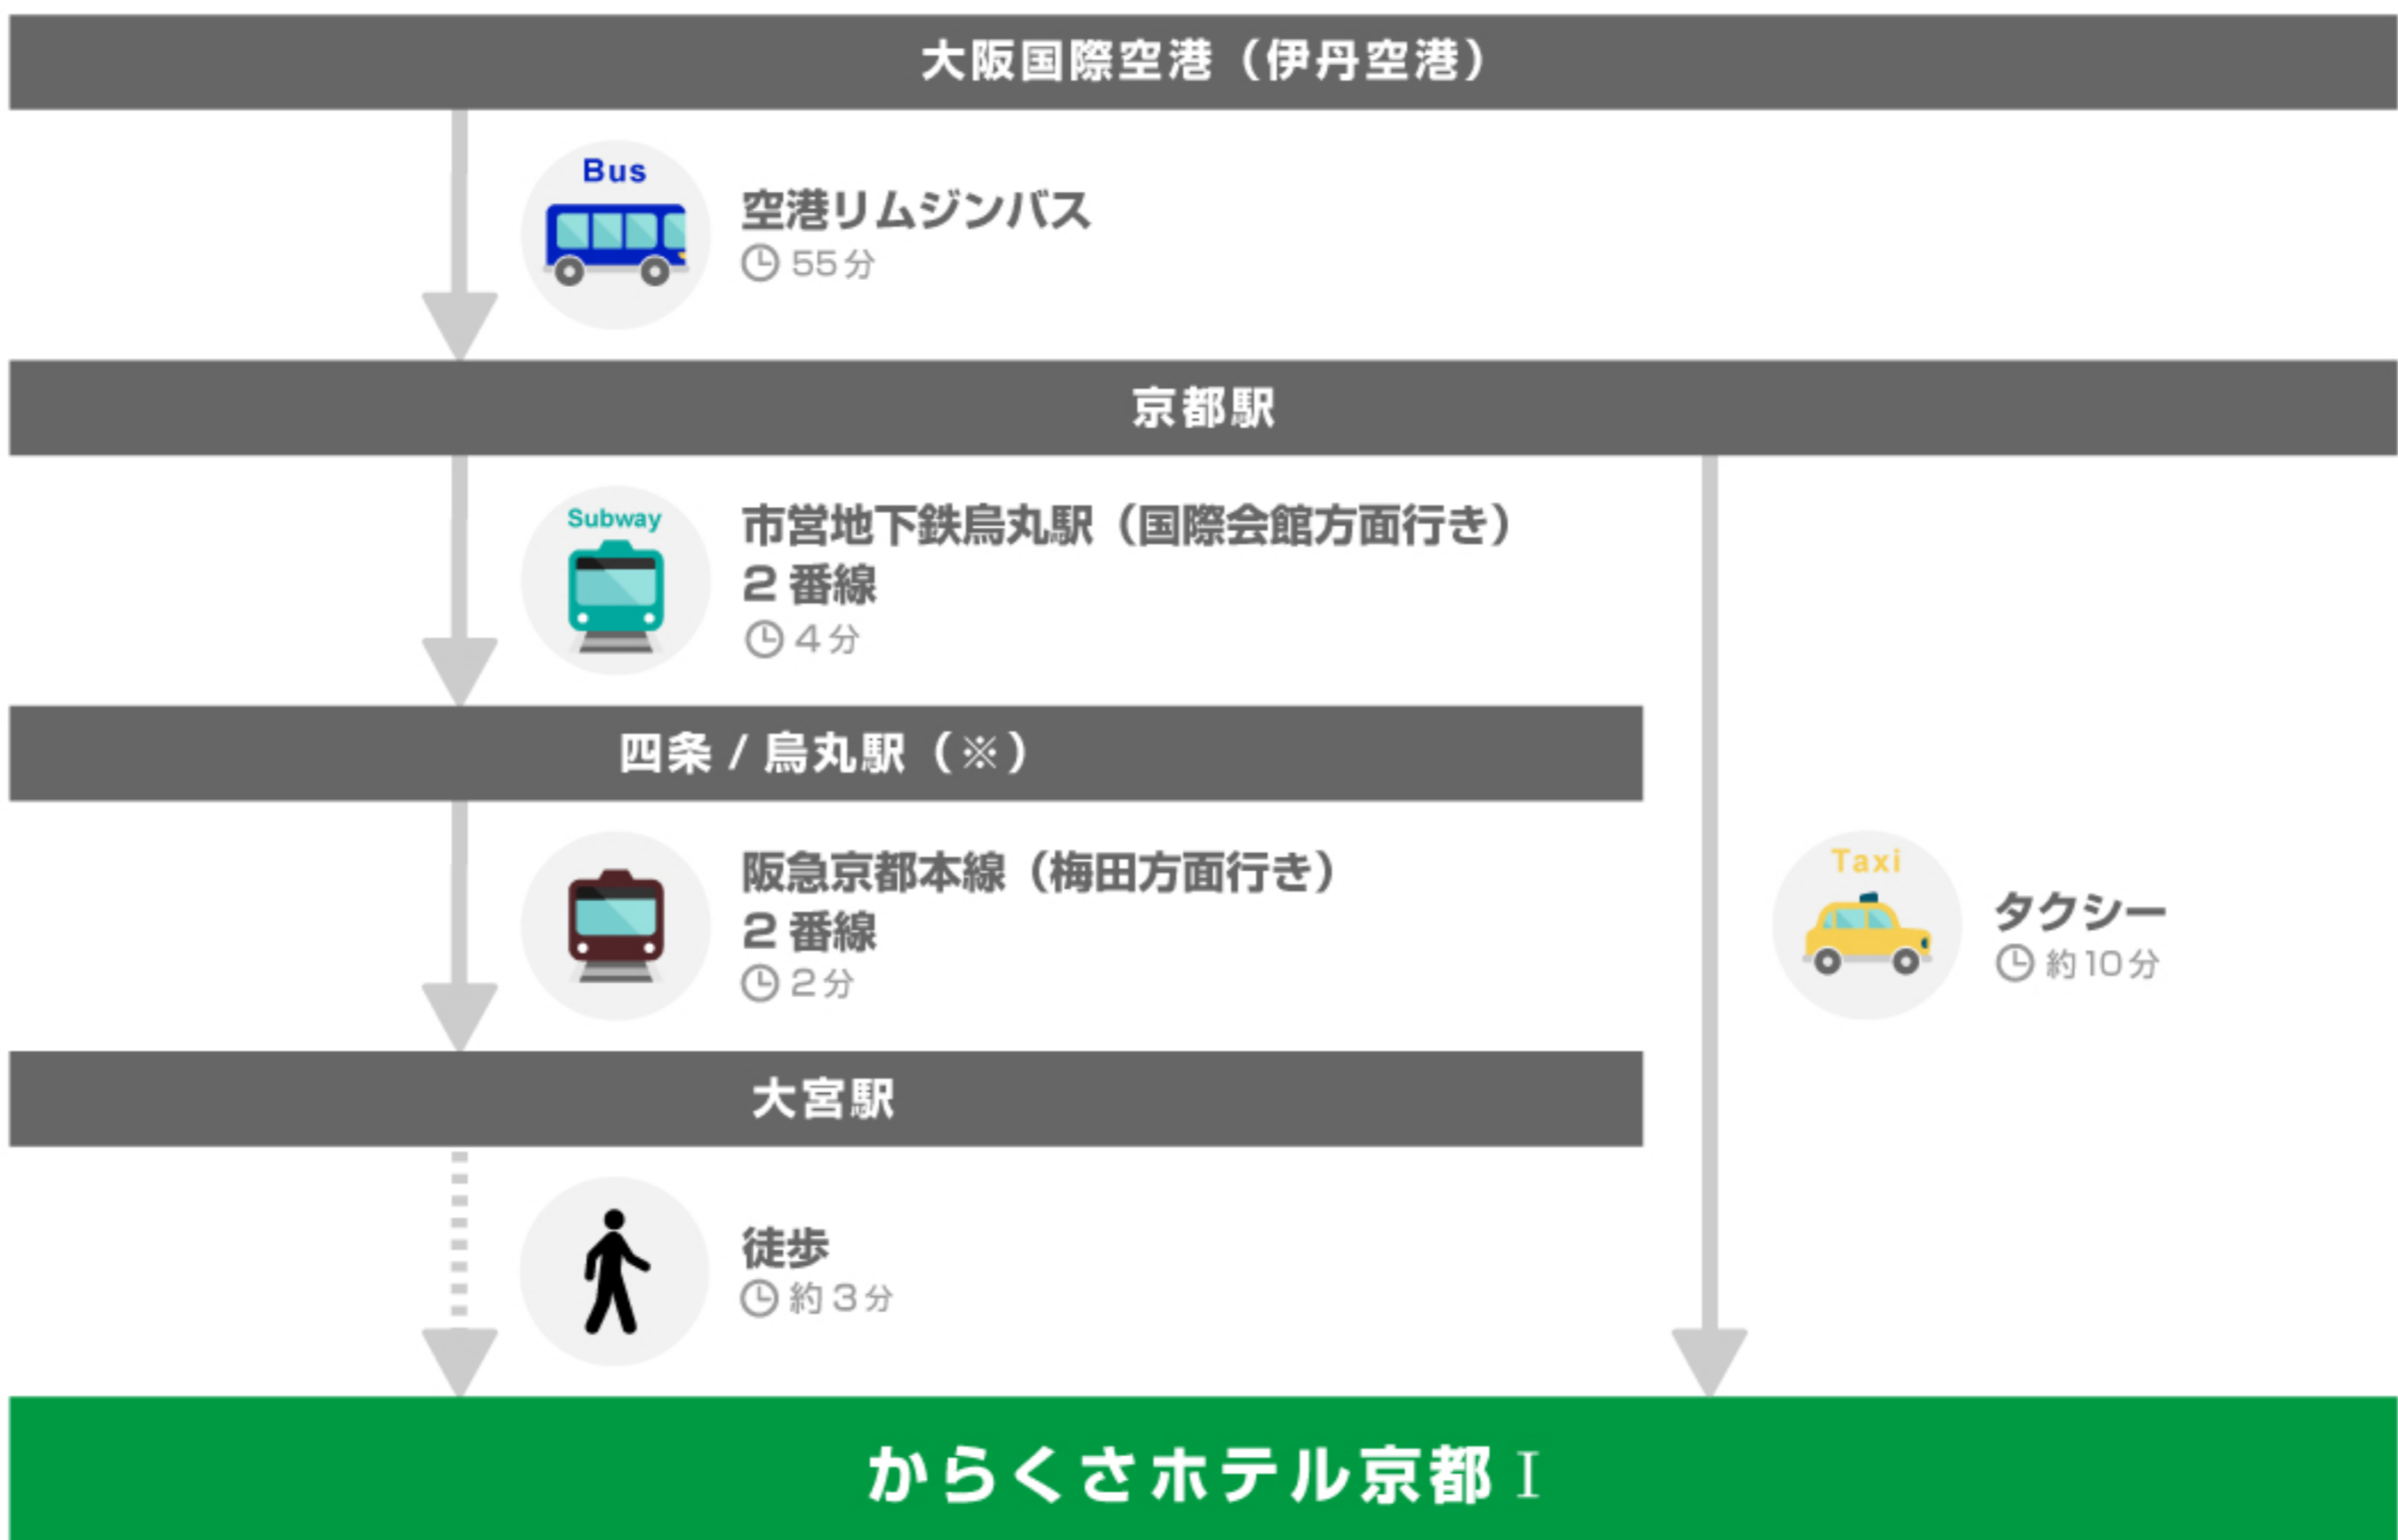 大阪国際空港（伊丹空港）
Bus
空港リムジンバス
55分
京都駅
Subway
市営地下鉄烏丸駅（国際会館方面行き）
2番線
4分
四条 / 烏丸駅（※）
阪急京都本線（梅田方面行き）
2番線
2分
Taxi
タクシー
約10分
大宮駅
徒歩
約3分
からくさホテル京都 I